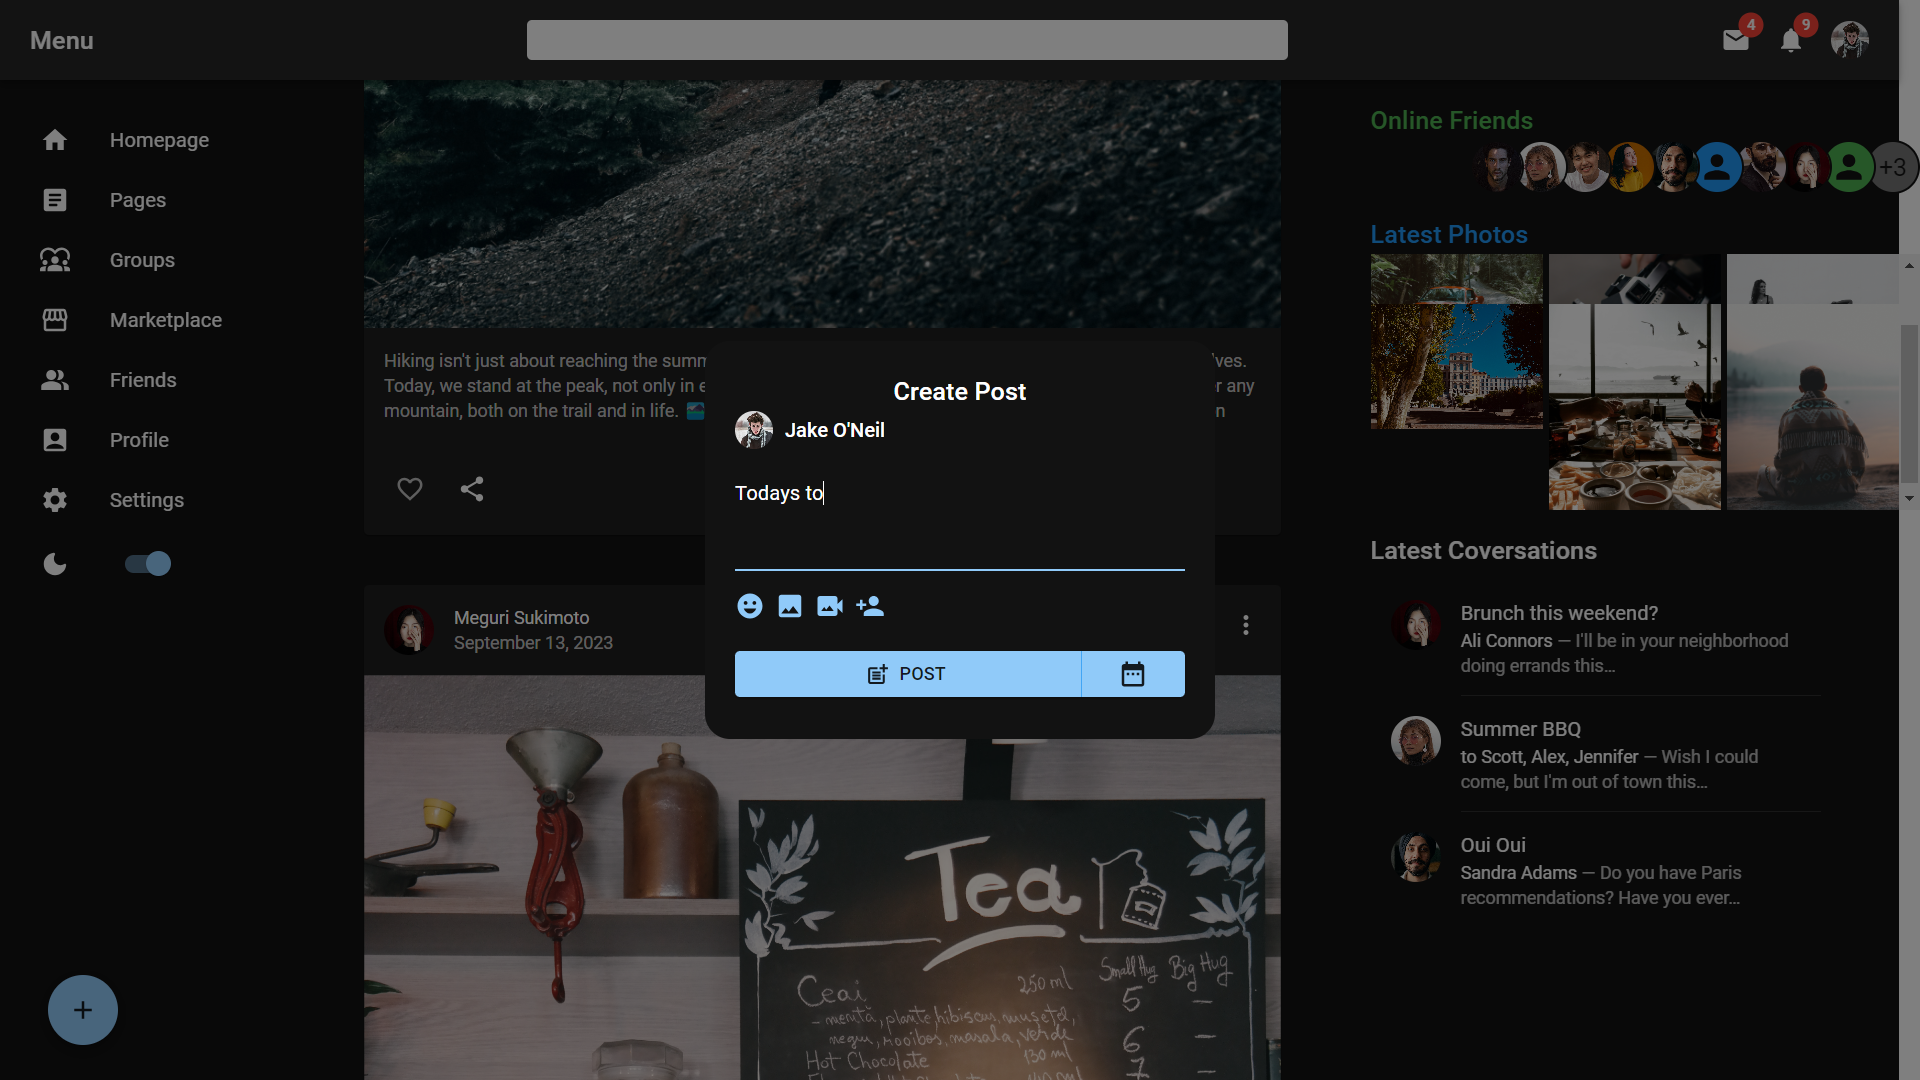 Menu
4
9
Homepage
Pages
Groups
Marketplace
Friends
Profile
Settings
Hiking isn't just about reaching the summ
lves.
Today, we stand at the peak, not only in e
r any
mountain, both on the trail and in life.
n
Create Post
Jake O'Neil
Todays to
POST
Meguri Sukimoto
September 13, 2023
Tea
Small Hug Big Hug
Ceai 250 ml 5 —
- mentă, plante, hibiscus, mușețel,
negru, rooibos, masala, verde 6 —
Hot Chocolate 130 ml 7
Online Friends
+3
Latest Photos
Latest Coversations
Brunch this weekend?
Ali Connors — I'll be in your neighborhood
doing errands this…
Summer BBQ
to Scott, Alex, Jennifer — Wish I could
come, but I'm out of town this…
Oui Oui
Sandra Adams — Do you have Paris
recommendations? Have you ever…
+